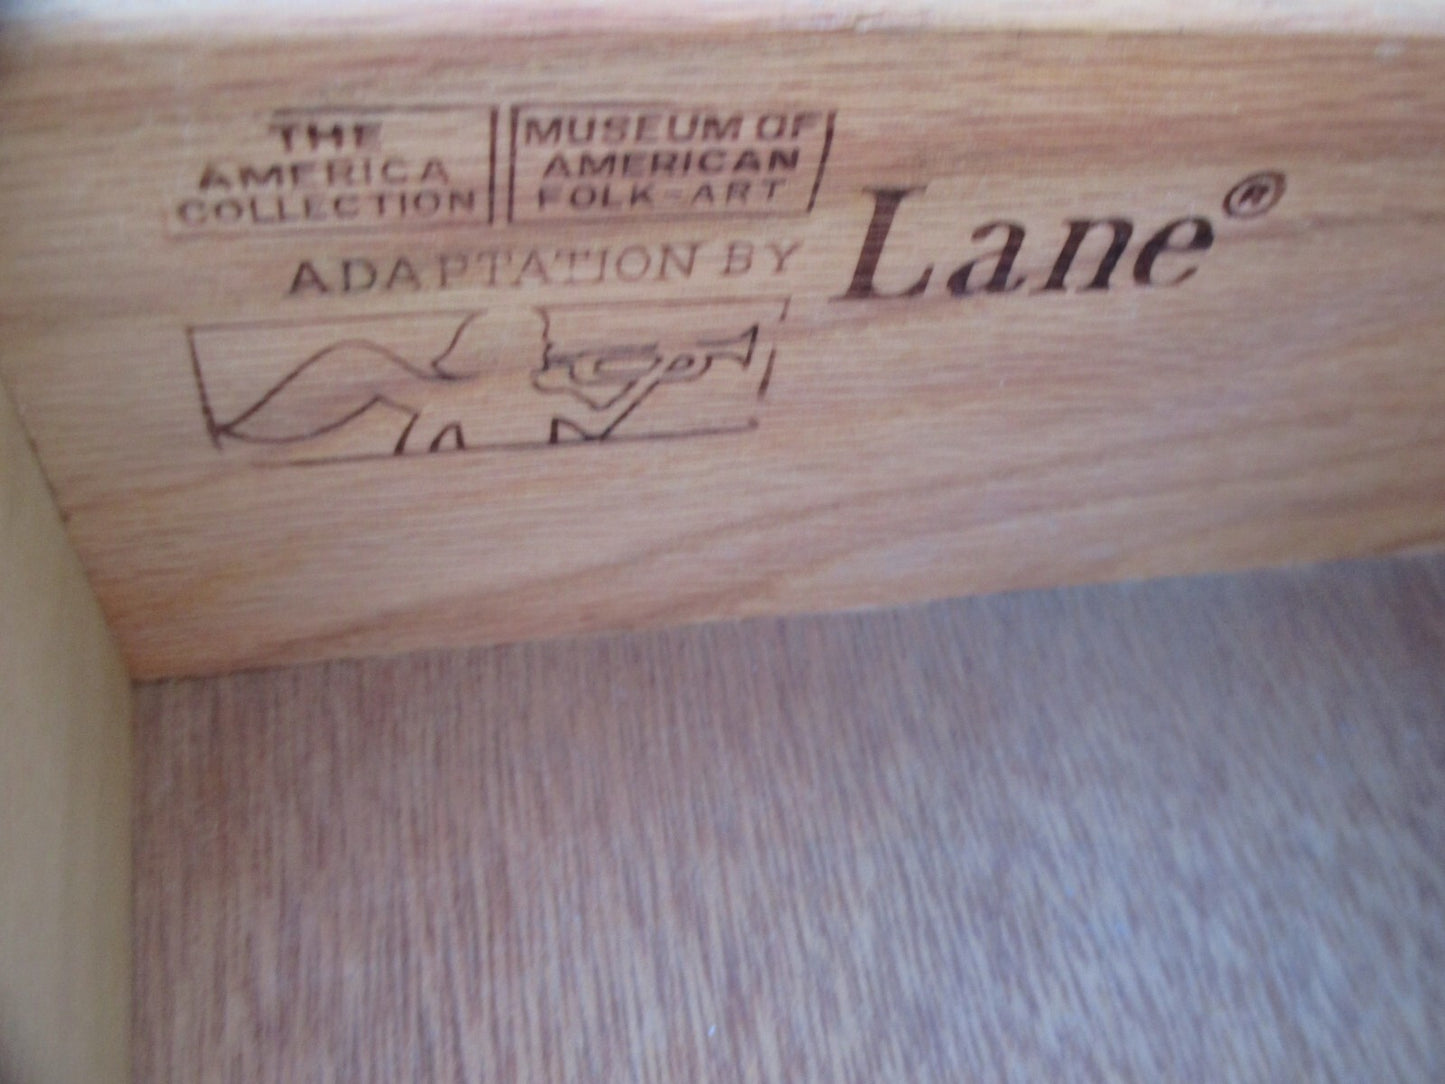 THE
AMERICA
COLLECTION
MUSEUM OF
AMERICAN
FOLK-ART
ADAPTATION BY
Lane®